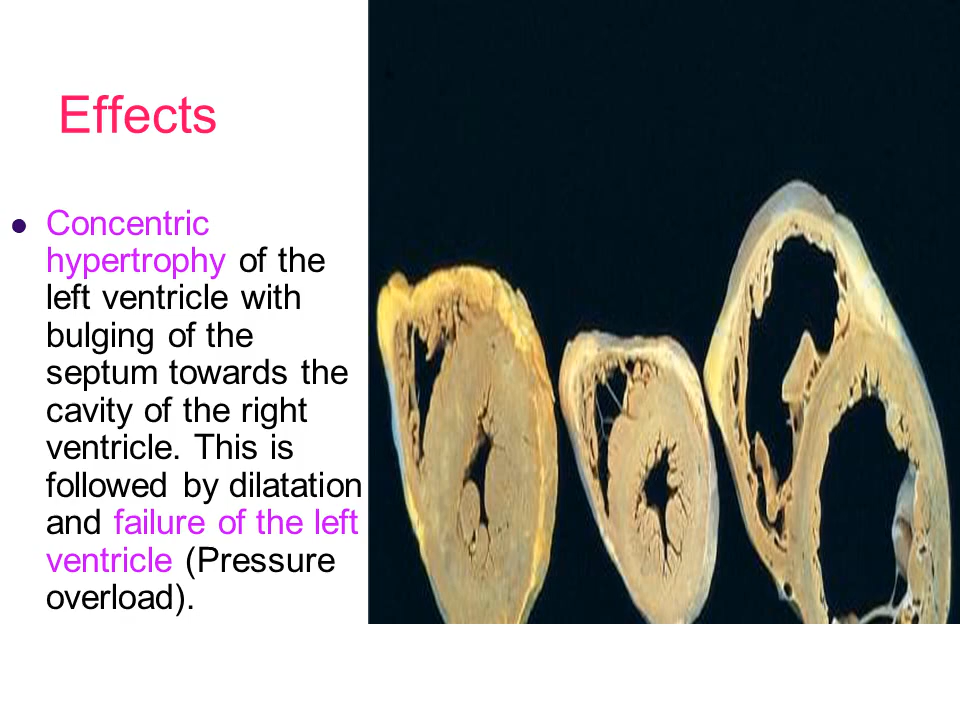 Effects
Concentric
hypertrophy of the
left ventricle with
bulging of the
septum towards the
cavity of the right
ventricle. This is
followed by dilatation
and failure of the left
ventricle (Pressure
overload).